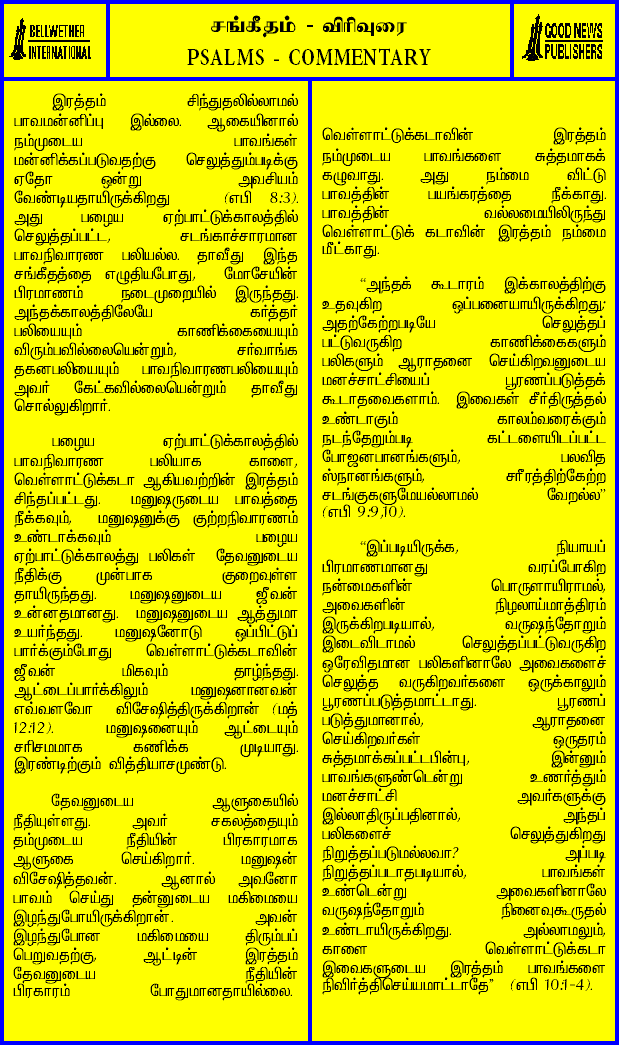 BELLWETHER
INTERNATIONAL
சங்கீதம் - விரிவுரை
PSALMS - COMMENTARY
GOOD NEWS
PUBLISHERS
இரத்தம் சிந்துதலில்லாமல்
பாவமன்னிப்பு இல்லை. ஆகையினால்
நம்முடைய பாவங்கள்
மன்னிக்கப்படுவதற்கு செலுத்தும்படிக்கு
ஏதோ ஒன்று அவசியம்
வேண்டியதாயிருக்கிறது (எபி 8:3).
அது பழைய ஏற்பாட்டுக்காலத்தில்
செலுத்தப்பட்ட, சடங்காச்சாரமான
பாவநிவாரண பலியல்ல. தாவீது இந்த
சங்கீதத்தை எழுதியபோது, மோசேயின்
பிரமாணம் நடைமுறையில் இருந்தது.
அந்தக்காலத்திலேயே கர்த்தர்
பலியையும் காணிக்கையையும்
விரும்பவில்லையென்றும், சர்வாங்க
தகனபலியையும் பாவநிவாரணபலியையும்
அவர் கேட்கவில்லையென்றும் தாவீது
சொல்லுகிறார்.
பழைய ஏற்பாட்டுக்காலத்தில்
பாவநிவாரண பலியாக காளை,
வெள்ளாட்டுக்கடா ஆகியவற்றின் இரத்தம்
சிந்தப்பட்டது. மனுஷருடைய பாவத்தை
நீக்கவும், மனுஷனுக்கு குற்றநிவாரணம்
உண்டாக்கவும் பழைய
ஏற்பாட்டுக்காலத்து பலிகள் தேவனுடைய
நீதிக்கு முன்பாக குறைவுள்ள
தாயிருந்தது. மனுஷனுடைய ஜீவன்
உன்னதமானது. மனுஷனுடைய ஆத்துமா
உயர்ந்தது. மனுஷனோடு ஒப்பிட்டுப்
பார்க்கும்போது வெள்ளாட்டுக்கடாவின்
ஜீவன் மிகவும் தாழ்ந்தது.
ஆட்டைப்பார்க்கிலும் மனுஷனானவன்
எவ்வளவோ விசேஷித்திருக்கிறான் (மத்
12:12). மனுஷனையும் ஆட்டையும்
சரிசமமாக கணிக்க முடியாது.
இரண்டிற்கும் வித்தியாசமுண்டு.
தேவனுடைய ஆளுகையில்
நீதியுள்ளது. அவர் சகலத்தையும்
தம்முடைய நீதியின் பிரகாரமாக
ஆளுகை செய்கிறார். மனுஷன்
விசேஷித்தவன். ஆனால் அவனோ
பாவம் செய்து தன்னுடைய மகிமையை
இழந்துபோயிருக்கிறான். அவன்
இழந்துபோன மகிமையை திரும்பப்
பெறுவதற்கு, ஆட்டின் இரத்தம்
தேவனுடைய நீதியின்
பிரகாரம் போதுமானதாயில்லை.
வெள்ளாட்டுக்கடாவின் இரத்தம்
நம்முடைய பாவங்களை சுத்தமாகக்
கழுவாது. அது நம்மை விட்டு
பாவத்தின் பயங்கரத்தை நீக்காது.
பாவத்தின் வல்லமையிலிருந்து
வெள்ளாட்டுக் கடாவின் இரத்தம் நம்மை
மீட்காது.
“அந்தக் கூடாரம் இக்காலத்திற்கு
உதவுகிற ஒப்பனையாயிருக்கிறது;
அதற்கேற்றபடியே செலுத்தப்
பட்டுவருகிற காணிக்கைகளும்
பலிகளும் ஆராதனை செய்கிறவனுடைய
மனச்சாட்சியைப் பூரணப்படுத்தக்
கூடாதவைகளாம். இவைகள் சீர்திருத்தல்
உண்டாகும் காலம்வரைக்கும்
நடந்தேறும்படி கட்டளையிடப்பட்ட
போஜனபானங்களும், பலவித
ஸ்நானங்களும், சரீரத்திற்கேற்ற
சடங்குகளுமேயல்லாமல் வேறல்ல”
(எபி 9:9,10).
“இப்படியிருக்க, நியாயப்
பிரமாணமானது வரப்போகிற
நன்மைகளின் பொருளாயிராமல்,
அவைகளின் நிழலாய்மாத்திரம்
இருக்கிறபடியால், வருஷந்தோறும்
இடைவிடாமல் செலுத்தப்பட்டுவருகிற
ஒரேவிதமான பலிகளினாலே அவைகளைச்
செலுத்த வருகிறவர்களை ஒருக்காலும்
பூரணப்படுத்தமாட்டாது. பூரணப்
படுத்துமானால், ஆராதனை
செய்கிறவர்கள் ஒருதரம்
சுத்தமாக்கப்பட்டபின்பு, இன்னும்
பாவங்களுண்டென்று உணர்த்தும்
மனச்சாட்சி அவர்களுக்கு
இல்லாதிருப்பதினால், அந்தப்
பலிகளைச் செலுத்துகிறது
நிறுத்தப்படுமல்லவா? அப்படி
நிறுத்தப்படாதபடியால், பாவங்கள்
உண்டென்று அவைகளினாலே
வருஷந்தோறும் நினைவுகூருதல்
உண்டாயிருக்கிறது. அல்லாமலும்,
காளை வெள்ளாட்டுக்கடா
இவைகளுடைய இரத்தம் பாவங்களை
நிவிர்த்திசெய்யமாட்டாதே” (எபி 10:1-4).